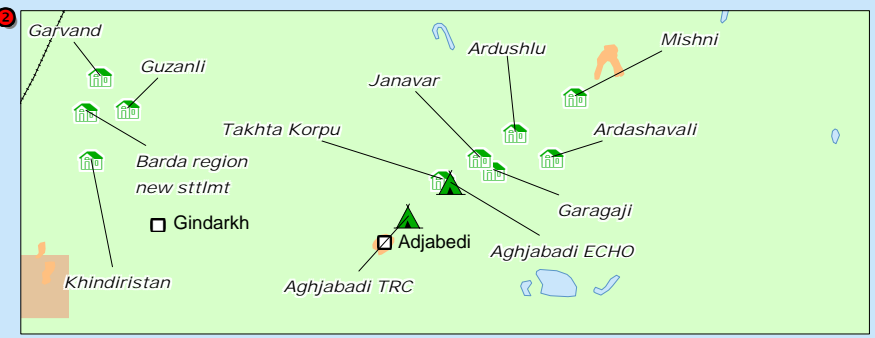 2
Garvand
Guzanli
Ardushlu
Mishni
Janavar
Takhta Korpu
Ardashavali
Barda region
new sttlmt
Garagaji
Gindarkh
Adjabedi
Aghjabadi ECHO
Khindiristan
Aghjabadi TRC